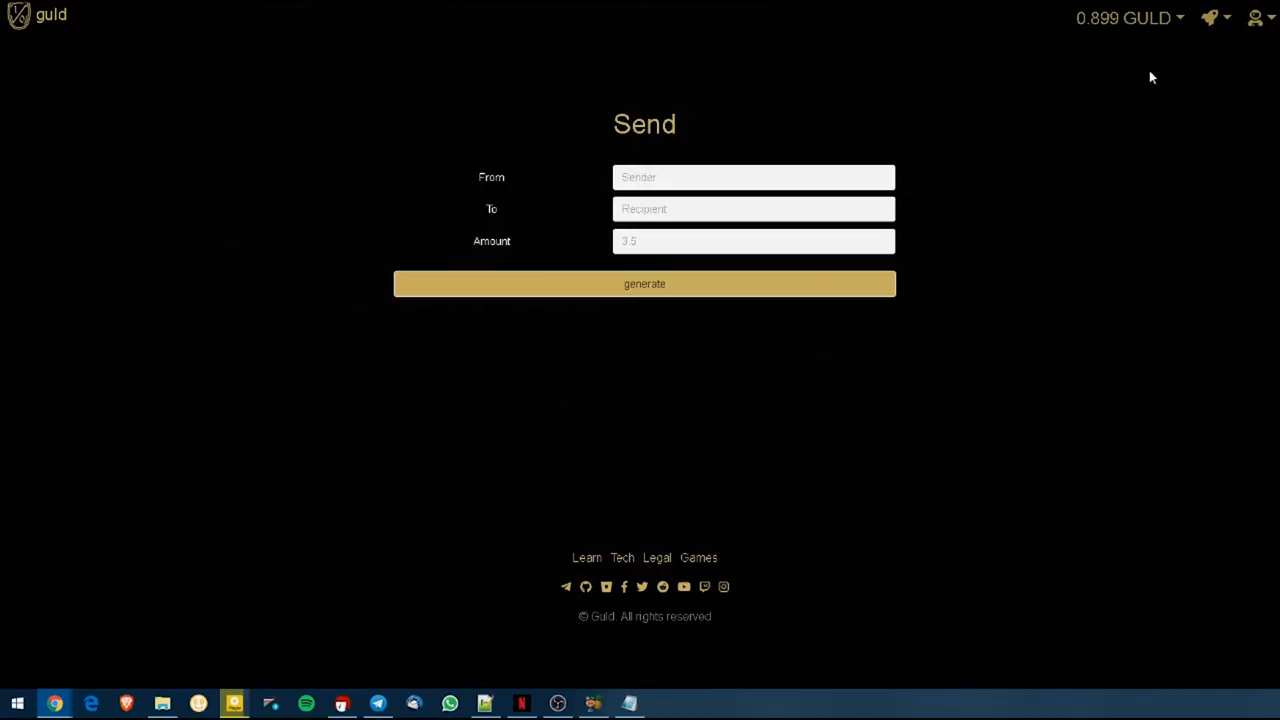 guld
0.899 GULD
Send
From
Sender
To
Recipient
Amount
3.5
generate
Learn Tech Legal Games
© Guld. All rights reserved